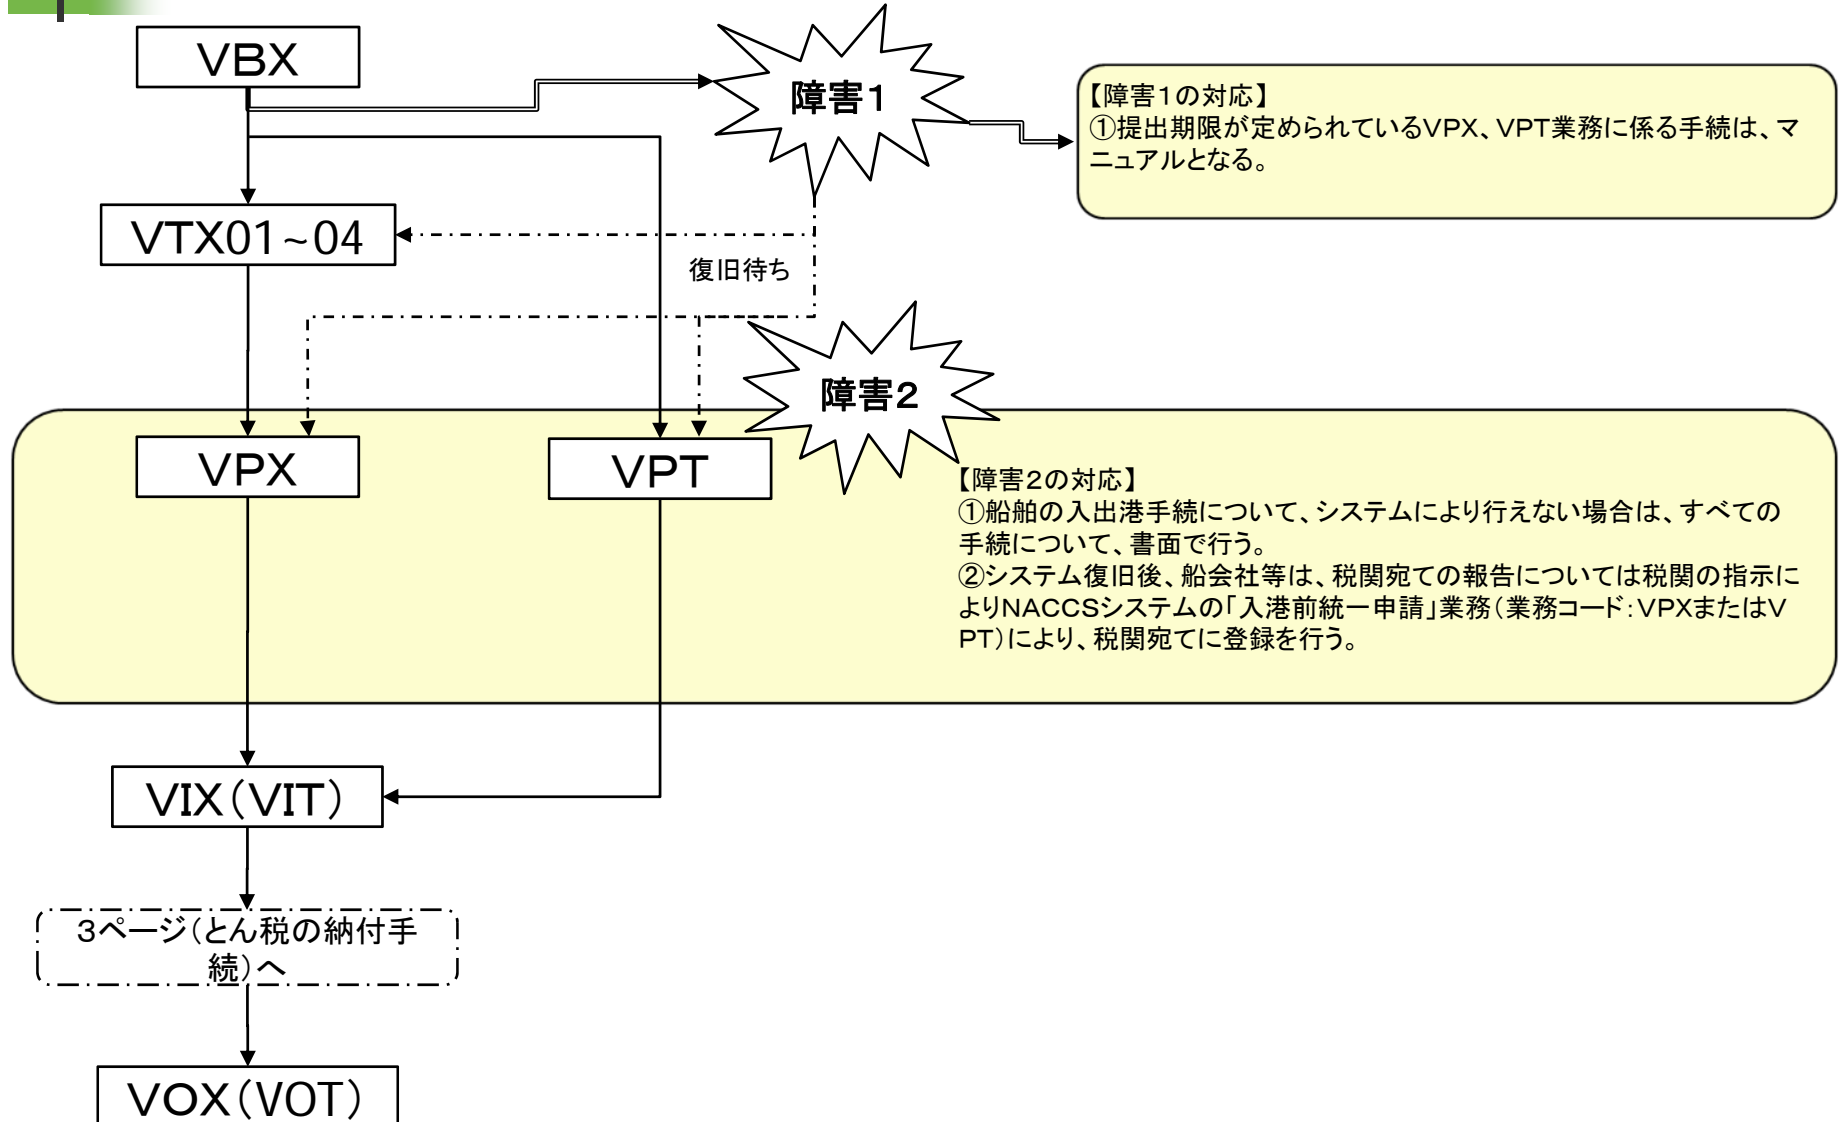 VBX
障害1
【障害1の対応】
①提出期限が定められているVPX、VPT業務に係る手続は、マ
ニュアルとなる。
VTX01~04
復旧待ち
障害2
VPX
VPT
【障害2の対応】
①船舶の入出港手続について、システムにより行えない場合は、すべての
手続について、書面で行う。
②システム復旧後、船会社等は、税関宛ての報告については税関の指示に
よりNACCSシステムの「入港前統一申請」業務(業務コード:VPXまたはV
PT)により、税関宛てに登録を行う。
VIX(VIT)
3ページ(とん税の納付手
続)へ
VOX(VOT)